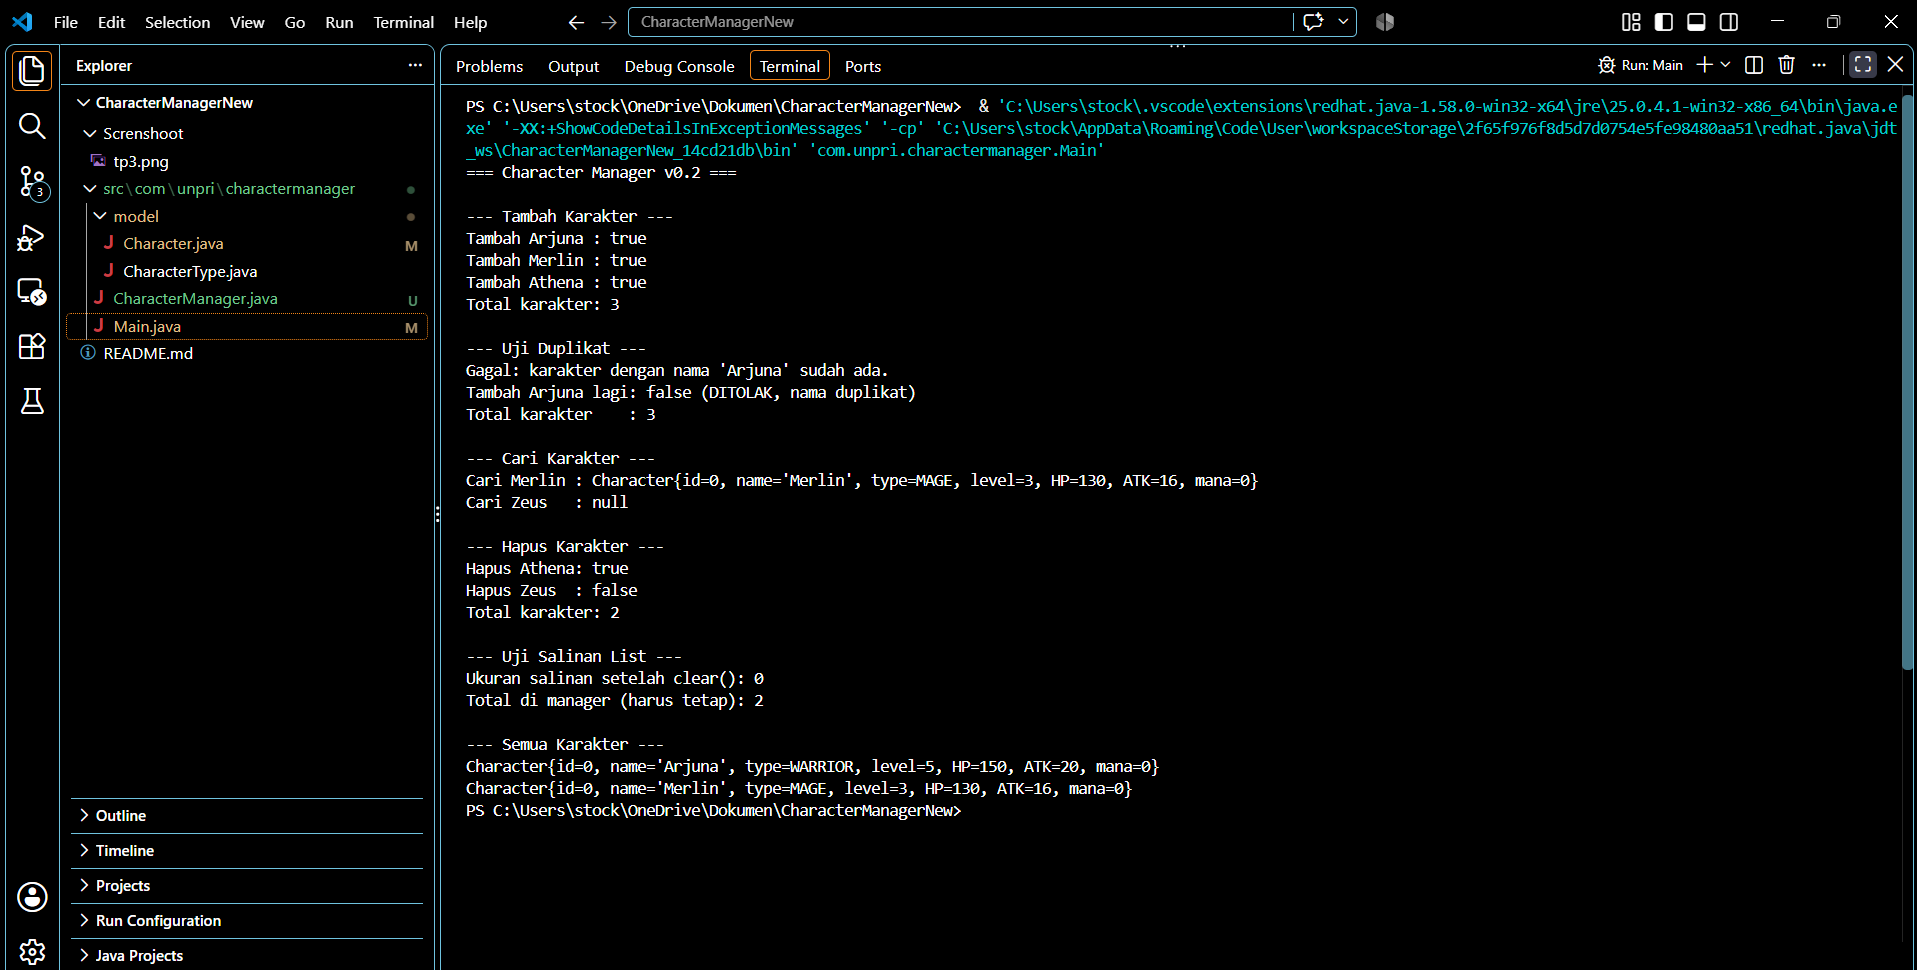 File Edit Selection View Go Run Terminal Help
CharacterManagerNew
Explorer
CharacterManagerNew
Screnshoot
tp3.png
src\com\unpri\charactermanager
model
Character.java M
CharacterType.java
CharacterManager.java U
Main.java M
README.md
3
Outline
Timeline
Projects
Run Configuration
Java Projects
Problems Output Debug Console Terminal Ports
Run: Main
PS C:\Users\stock\OneDrive\Dokumen\CharacterManagerNew>  & 'C:\Users\stock\.vscode\extensions\redhat.java-1.58.0-win32-x64\jre\25.0.4.1-win32-x86_64\bin\java.e
xe' '-XX:+ShowCodeDetailsInExceptionMessages' '-cp' 'C:\Users\stock\AppData\Roaming\Code\User\workspaceStorage\2f65f976f8d5d7d0754e5fe98480aa51\redhat.java\jdt
_ws\CharacterManagerNew_14cd21db\bin' 'com.unpri.charactermanager.Main'
=== Character Manager v0.2 ===
--- Tambah Karakter ---
Tambah Arjuna : true
Tambah Merlin : true
Tambah Athena : true
Total karakter: 3
--- Uji Duplikat ---
Gagal: karakter dengan nama 'Arjuna' sudah ada.
Tambah Arjuna lagi: false (DITOLAK, nama duplikat)
Total karakter    : 3
--- Cari Karakter ---
Cari Merlin : Character{id=0, name='Merlin', type=MAGE, level=3, HP=130, ATK=16, mana=0}
Cari Zeus   : null
--- Hapus Karakter ---
Hapus Athena: true
Hapus Zeus  : false
Total karakter: 2
--- Uji Salinan List ---
Ukuran salinan setelah clear(): 0
Total di manager (harus tetap): 2
--- Semua Karakter ---
Character{id=0, name='Arjuna', type=WARRIOR, level=5, HP=150, ATK=20, mana=0}
Character{id=0, name='Merlin', type=MAGE, level=3, HP=130, ATK=16, mana=0}
PS C:\Users\stock\OneDrive\Dokumen\CharacterManagerNew>